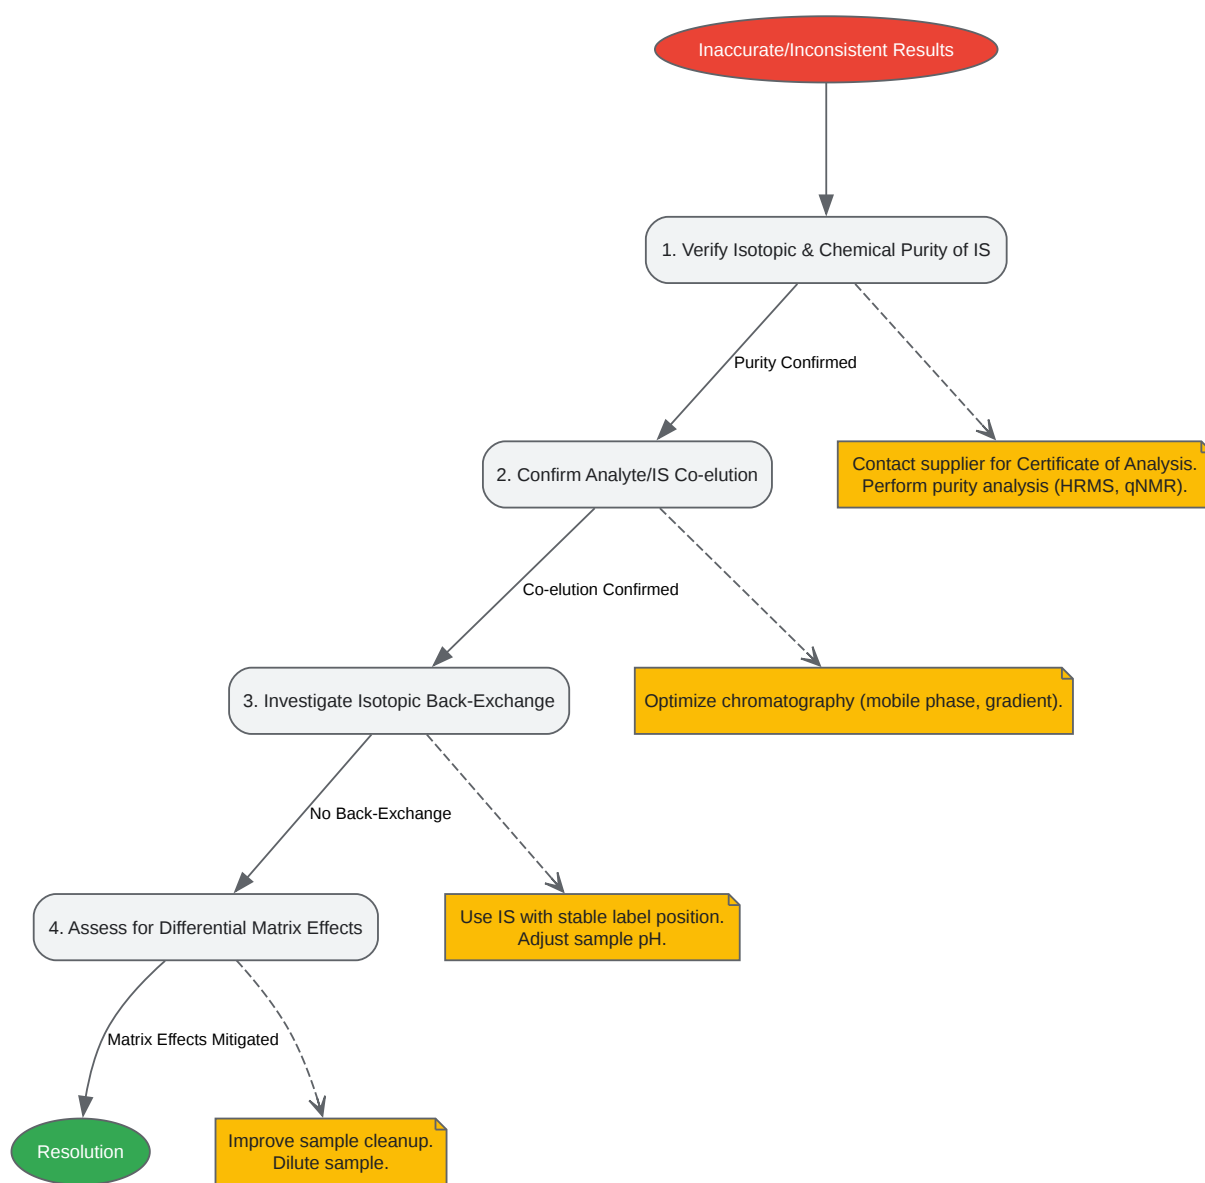 Inaccurate/Inconsistent Results
1. Verify Isotopic & Chemical Purity of IS
Purity Confirmed
2. Confirm Analyte/IS Co-elution
Contact supplier for Certificate of Analysis.
Perform purity analysis (HRMS, qNMR).
Co-elution Confirmed
3. Investigate Isotopic Back-Exchange
Optimize chromatography (mobile phase, gradient).
No Back-Exchange
4. Assess for Differential Matrix Effects
Use IS with stable label position.
Adjust sample pH.
Matrix Effects Mitigated
Resolution
Improve sample cleanup.
Dilute sample.